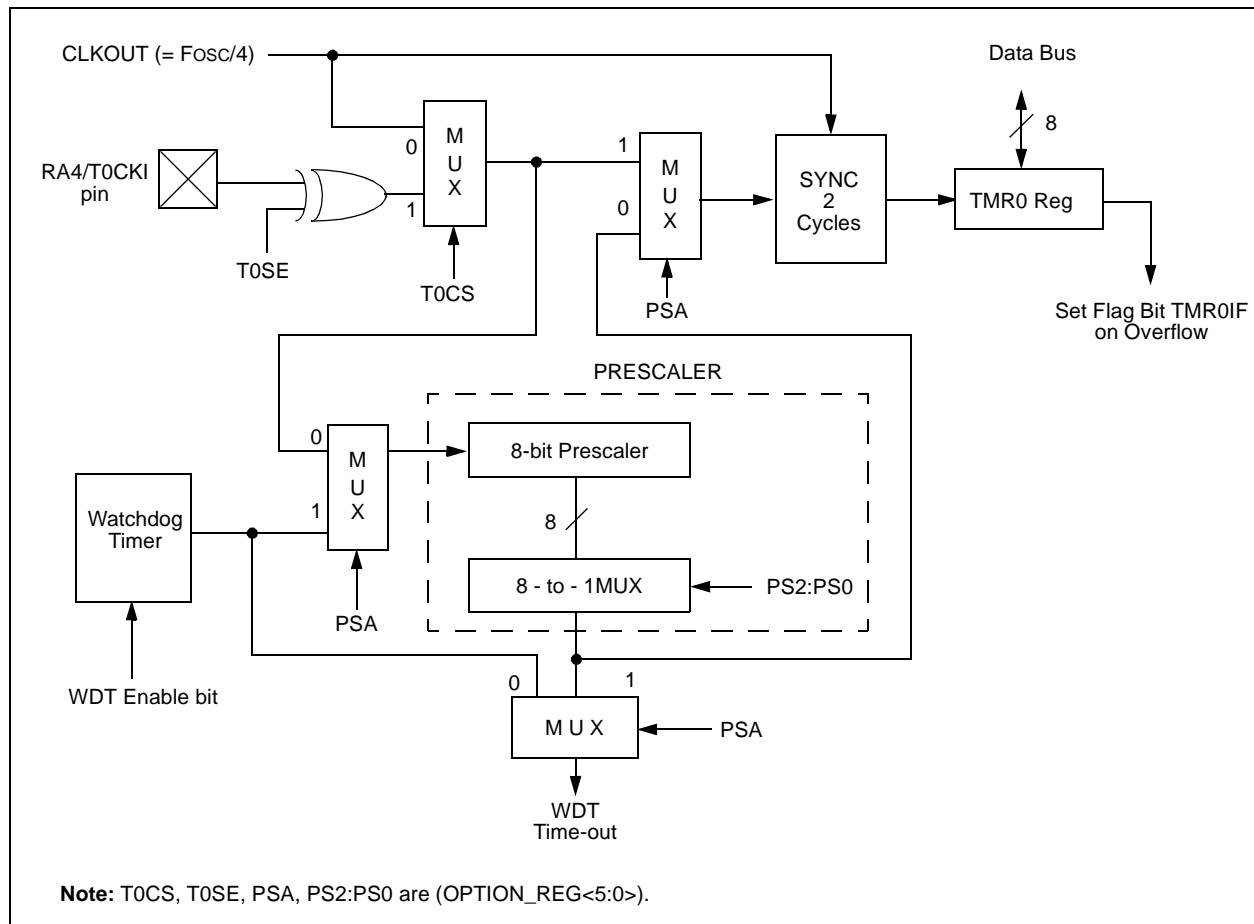 CLKOUT (= FOSC/4)
Data Bus
8
RA4/T0CKI
pin
T0SE
0
1
M
U
X
T0CS
1
0
M
U
X
PSA
SYNC
2
Cycles
TMR0 Reg
Set Flag Bit TMR0IF
on Overflow
PRESCALER
0
1
M
U
X
PSA
8-bit Prescaler
8
8 - to - 1MUX
PS2:PS0
Watchdog
Timer
WDT Enable bit
0
1
M U X
PSA
WDT
Time-out
Note: T0CS, T0SE, PSA, PS2:PS0 are (OPTION_REG<5:0>).